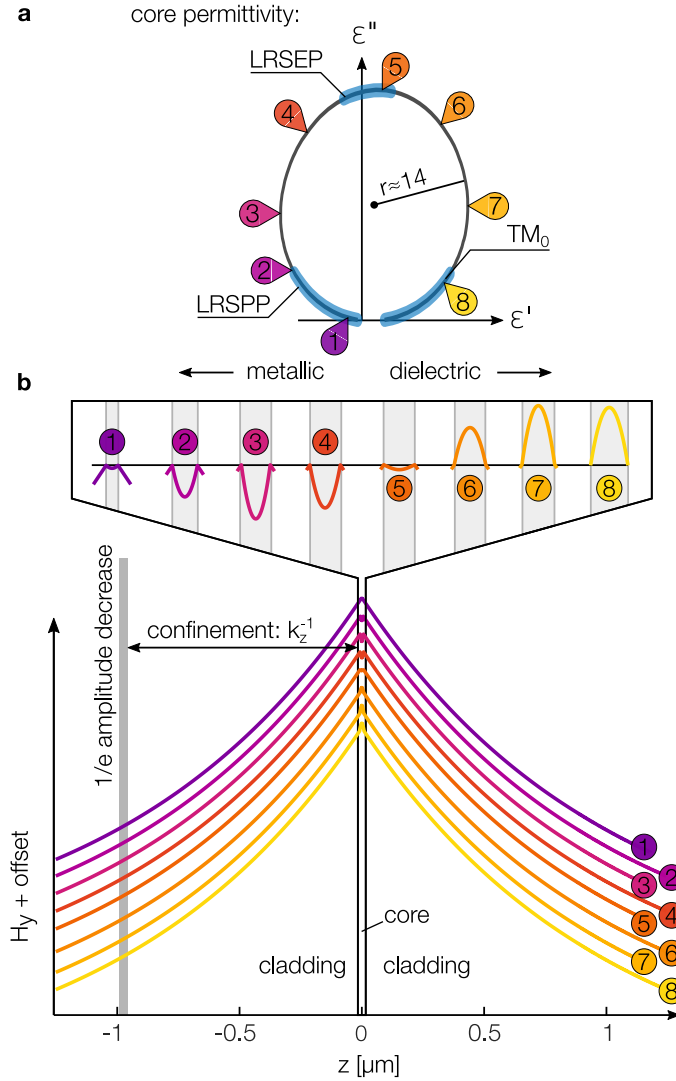 a
core permittivity:
ε''
LRSEP
5
4
6
r≈14
3
7
2
TM₀
LRSPP
8
1
ε'
b
metallic
dielectric
1 2 3 4
5 6 7 8
1/e amplitude decrease
confinement: k_z⁻¹
H_y + offset
1
2
3
4
core
5
6
cladding
cladding
7
8
-1 -0.5 0 0.5 1
z [µm]